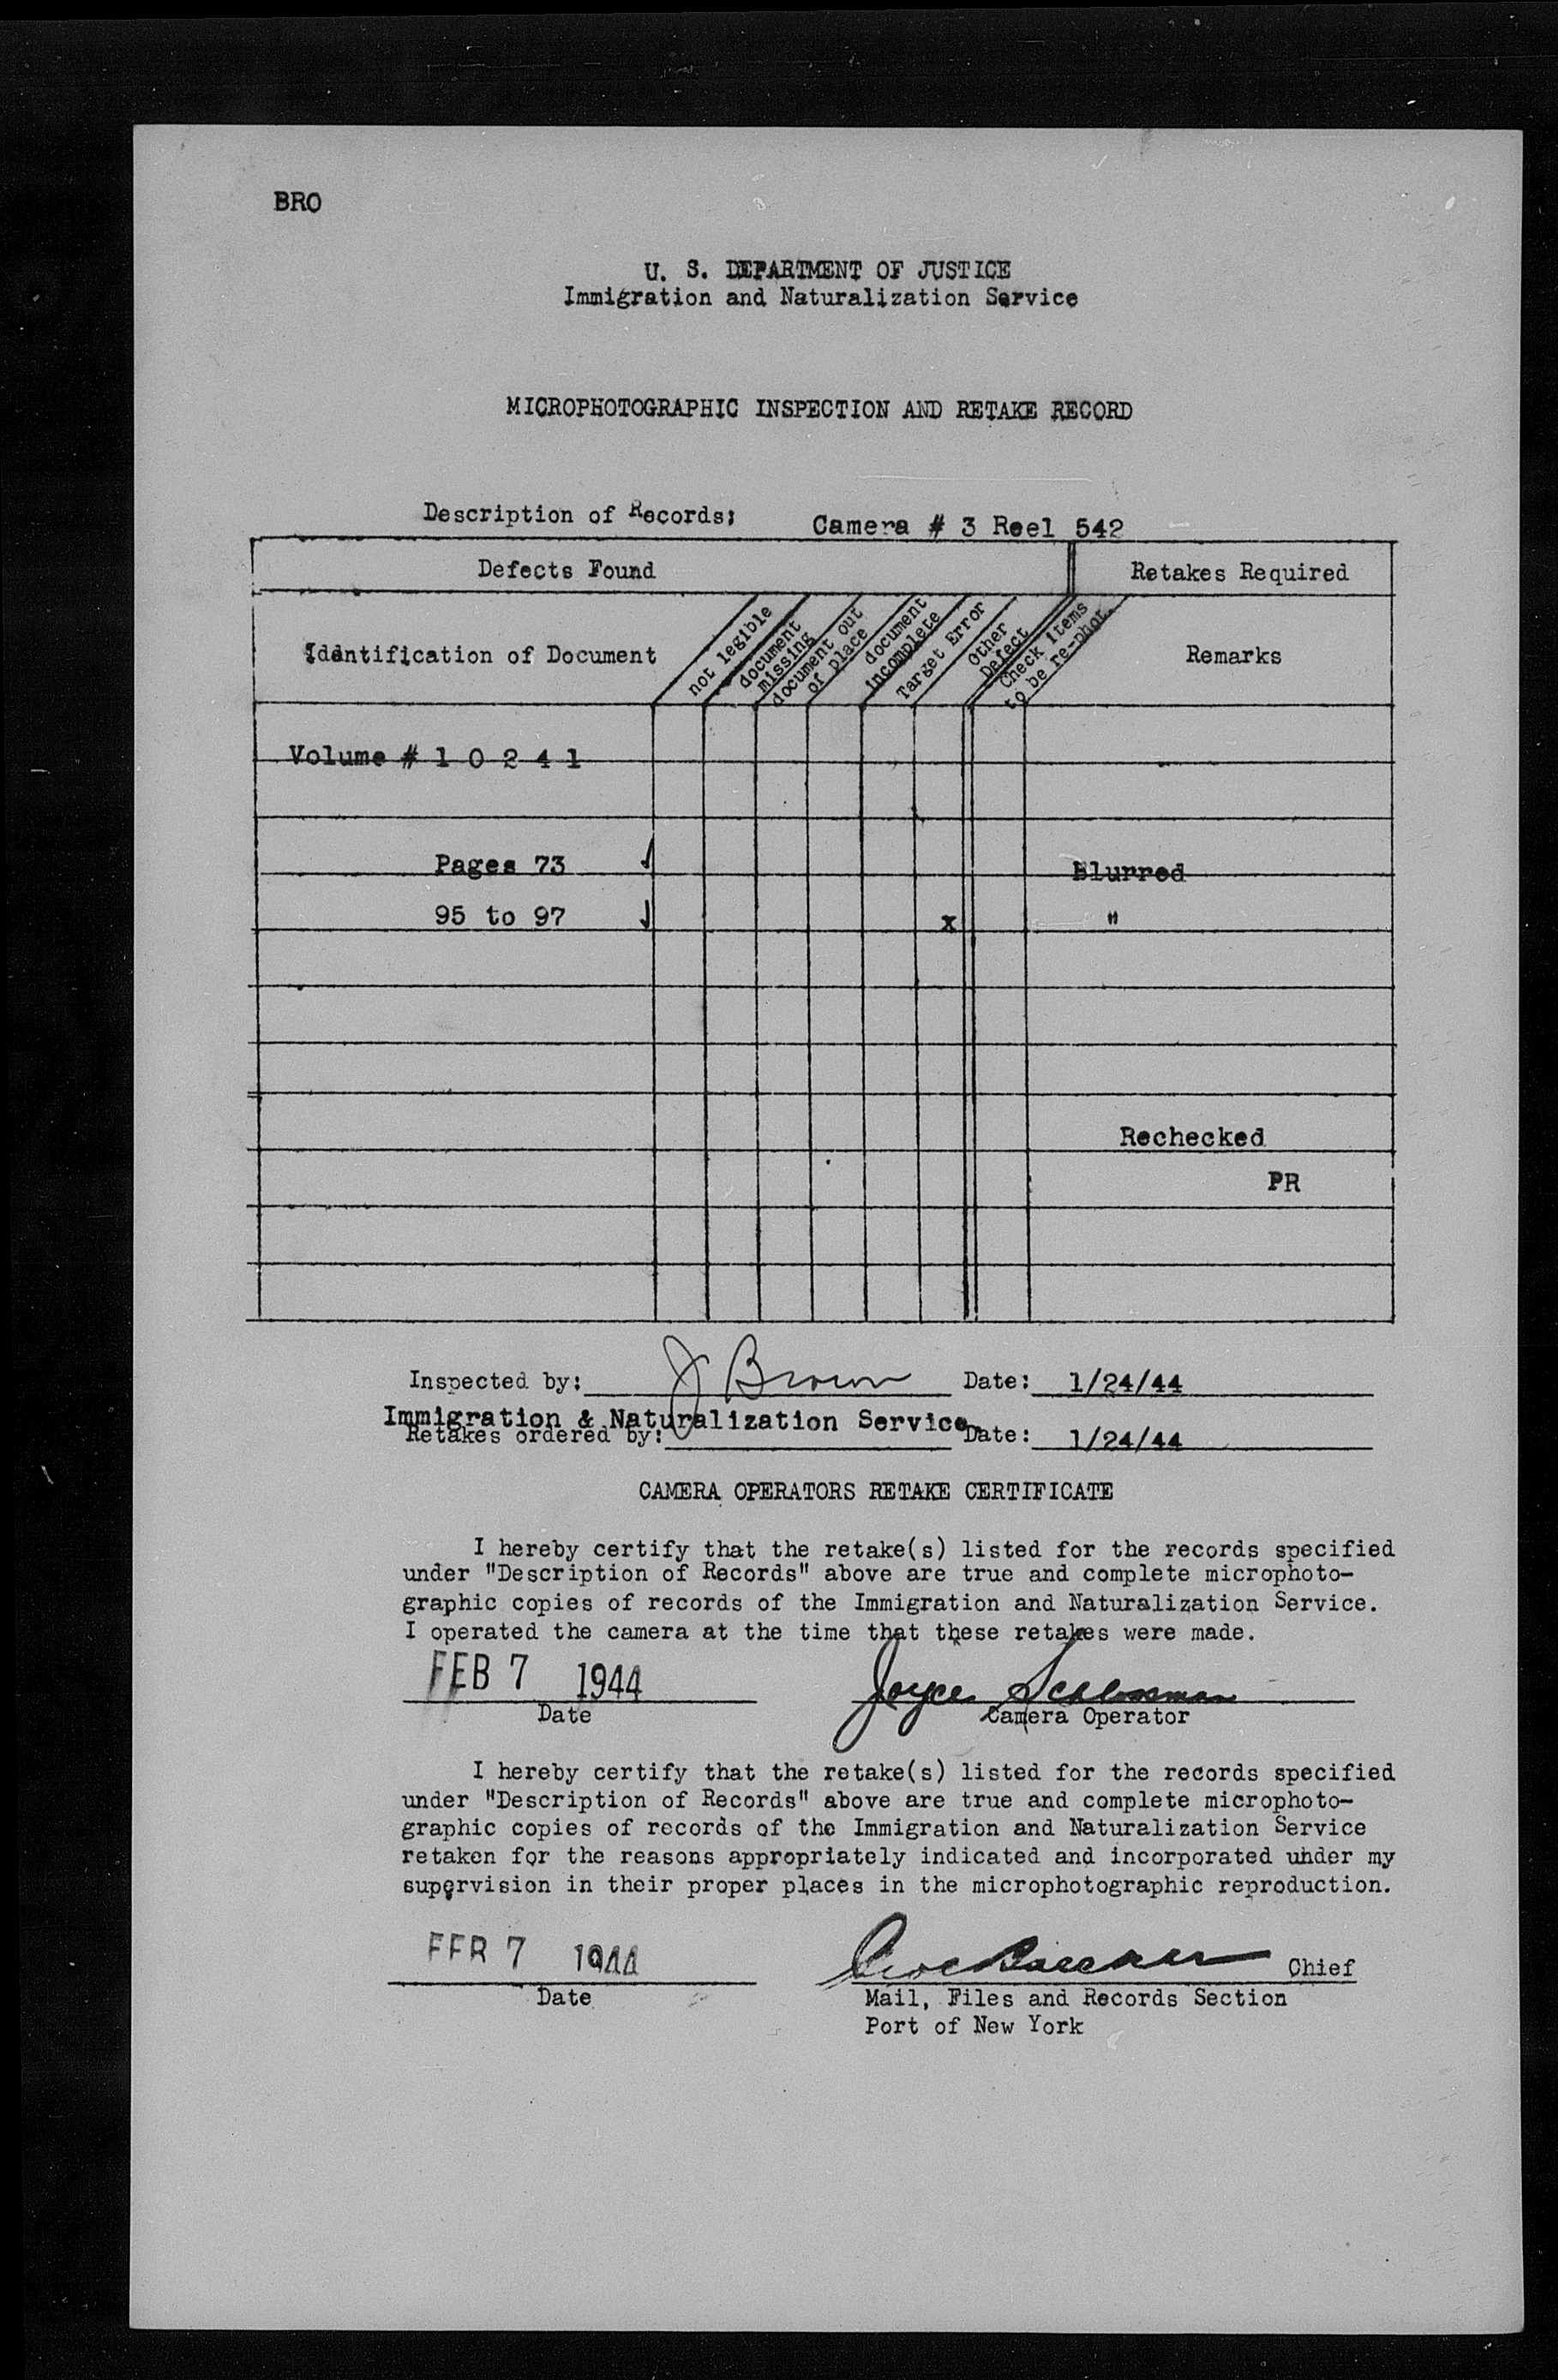 BRO
U. S. DEPARTMENT OF JUSTICE
Immigration and Naturalization Service
MICROPHOTOGRAPHIC INSPECTION AND RETAKE RECORD
Description of Records: Camera # 3 Reel 542
Defects Found Retakes Required
Identification of Document
not legible
document missing
document out of place
document incomplete
Target Error
Other Defect
Check items to be re-phot.
Remarks
Volume # 1 0 2 4 1
Pages 73 ✓ Blurred
95 to 97 ✓ x "
Rechecked
PR
Inspected by: J Brown Date: 1/24/44
Immigration & Naturalization Service
Retakes ordered by: Date: 1/24/44
CAMERA OPERATORS RETAKE CERTIFICATE
I hereby certify that the retake(s) listed for the records specified
under "Description of Records" above are true and complete microphoto-
graphic copies of records of the Immigration and Naturalization Service.
I operated the camera at the time that these retakes were made.
FEB 7 1944 Joyce
Date Camera Operator
I hereby certify that the retake(s) listed for the records specified
under "Description of Records" above are true and complete microphoto-
graphic copies of records of the Immigration and Naturalization Service
retaken for the reasons appropriately indicated and incorporated under my
supervision in their proper places in the microphotographic reproduction.
FEB 7 1944 Chief
Date Mail, Files and Records Section
Port of New York